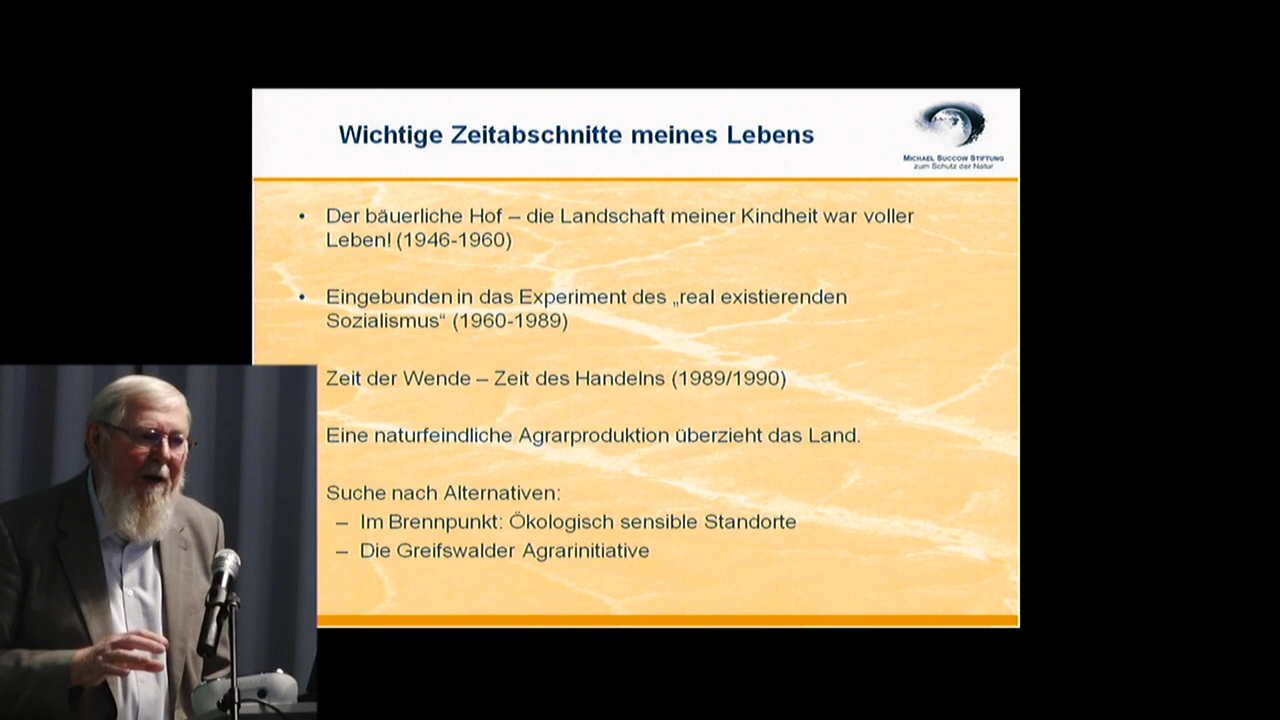 Wichtige Zeitabschnitte meines Lebens
MICHAEL SUCCOW STIFTUNG
zum Schutz der Natur
• Der bäuerliche Hof – die Landschaft meiner Kindheit war voller
Leben! (1946-1960)
• Eingebunden in das Experiment des „real existierenden
Sozialismus“ (1960-1989)
Zeit der Wende – Zeit des Handelns (1989/1990)
Eine naturfeindliche Agrarproduktion überzieht das Land.
Suche nach Alternativen:
– Im Brennpunkt: Ökologisch sensible Standorte
– Die Greifswalder Agrarinitiative